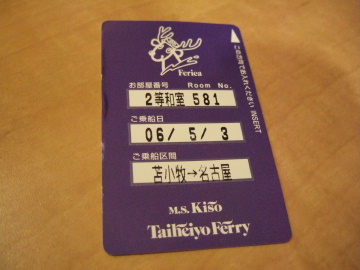 Ferica
お部屋番号 Room No.
2等和室 581
ご乗船日
06/ 5/ 3
ご乗船区間
苫小牧→名古屋
M.S. Kiso
Taiheiyo Ferry
INSERT